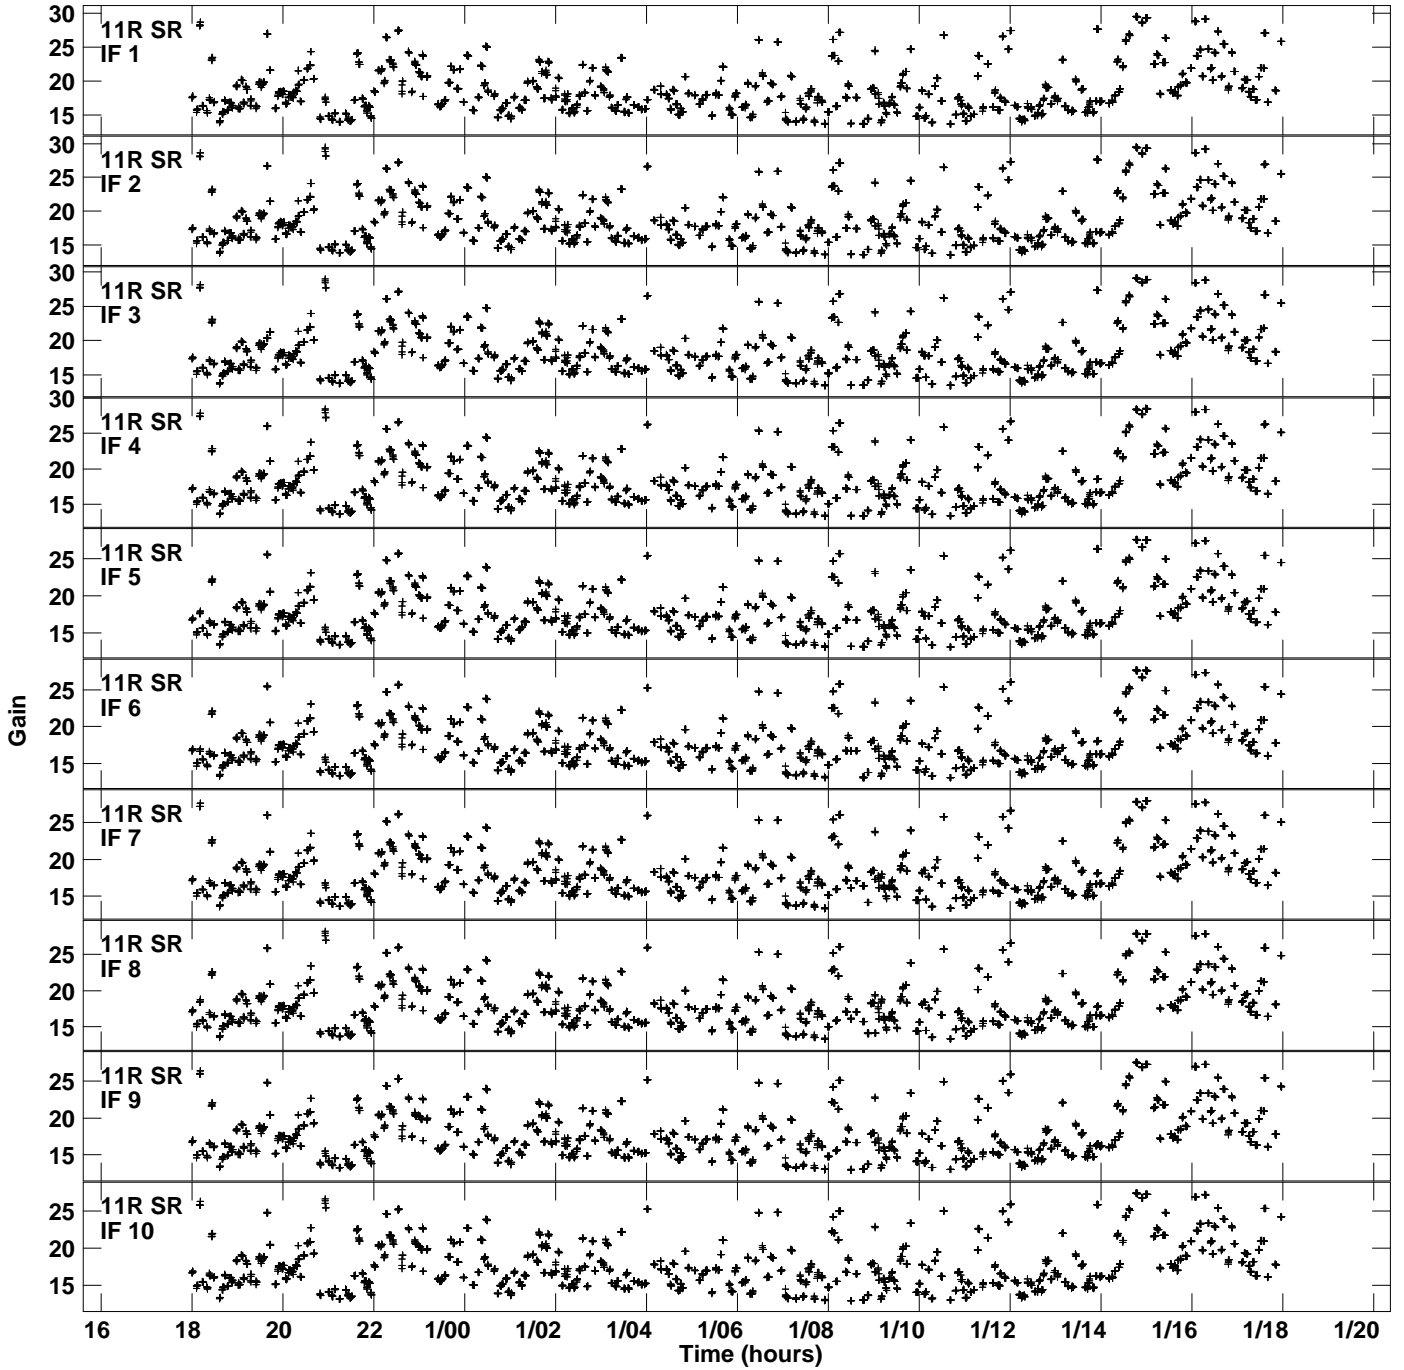 30
25
20
15
11R SR
IF 1
30
25
20
15
11R SR
IF 2
30
25
20
15
11R SR
IF 3
30
25
20
15
11R SR
IF 4
25
20
15
11R SR
IF 5
25
20
15
11R SR
IF 6
25
20
15
11R SR
IF 7
25
20
15
11R SR
IF 8
25
20
15
11R SR
IF 9
25
20
15
11R SR
IF 10
Gain
16 18 20 22 1/00 1/02 1/04 1/06 1/08 1/10 1/12 1/14 1/16 1/18 1/20
Time (hours)